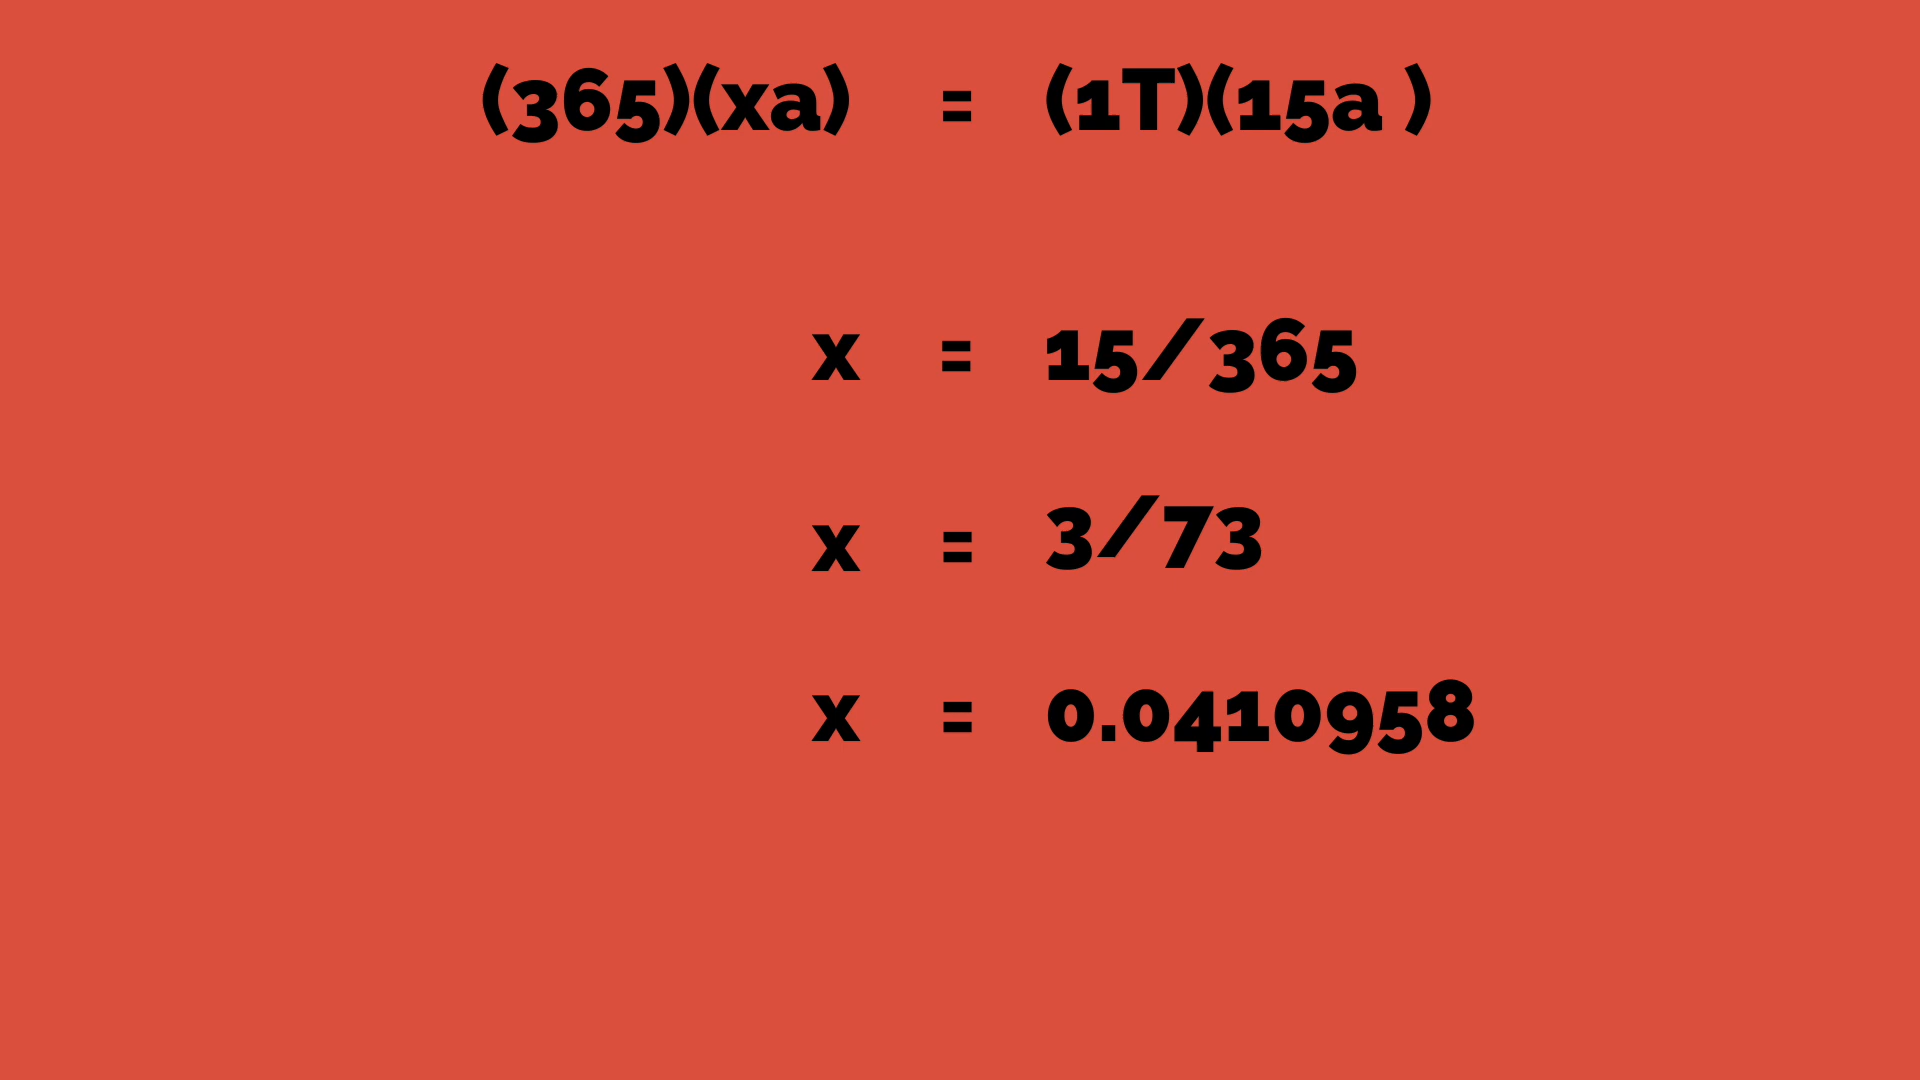 (365)(xa) = (1T)(15a )
x = 15/365
x = 3/73
x = 0.0410958